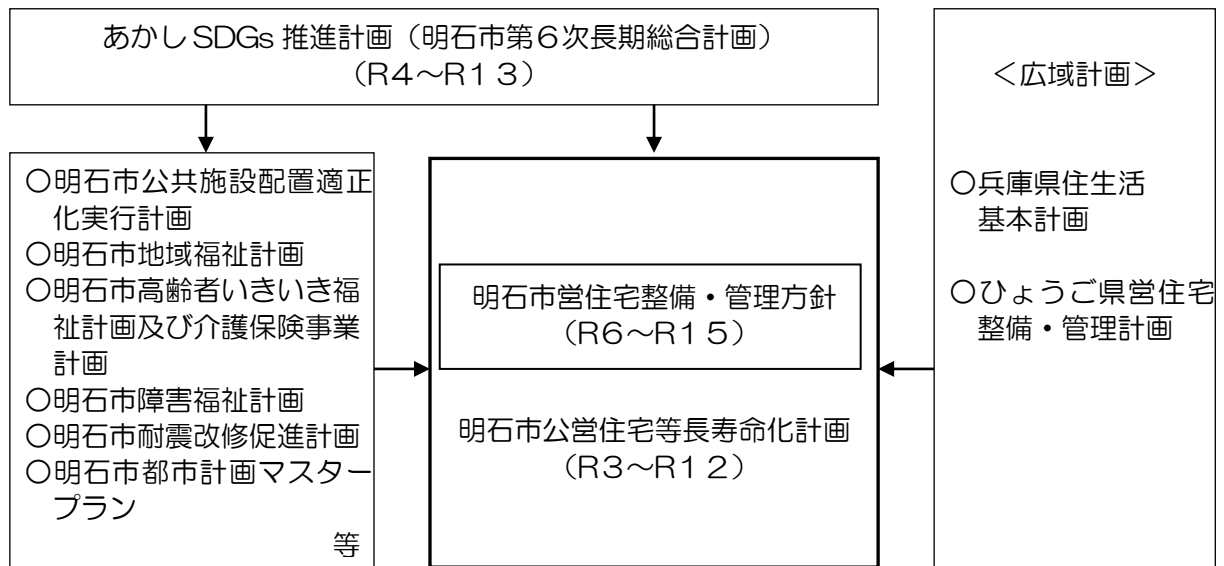 あかしSDGs推進計画（明石市第６次長期総合計画）
（R4～R１３）
○明石市公共施設配置適正
化実行計画
○明石市地域福祉計画
○明石市高齢者いきいき福
祉計画及び介護保険事業
計画
○明石市障害福祉計画
○明石市耐震改修促進計画
○明石市都市計画マスター
プラン
等
明石市営住宅整備・管理方針
（R6～R１５）
明石市公営住宅等長寿命化計画
（R3～R１２）
＜広域計画＞
○兵庫県住生活
基本計画
○ひょうご県営住宅
整備・管理計画